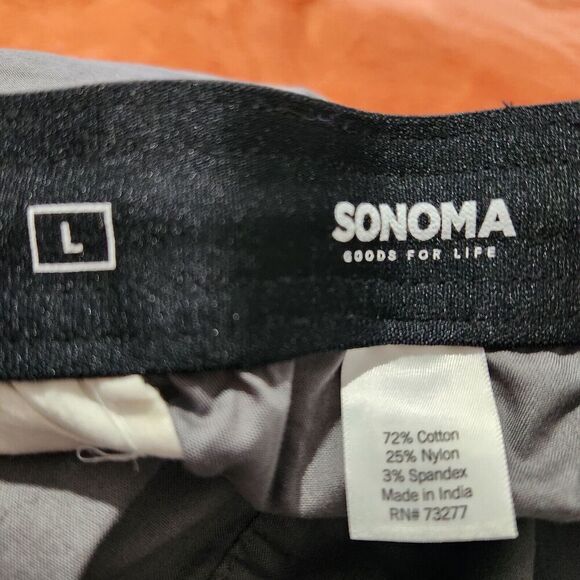 L
SONOMA
GOODS FOR LIFE
72% Cotton
25% Nylon
3% Spandex
Made in India
RN# 73277